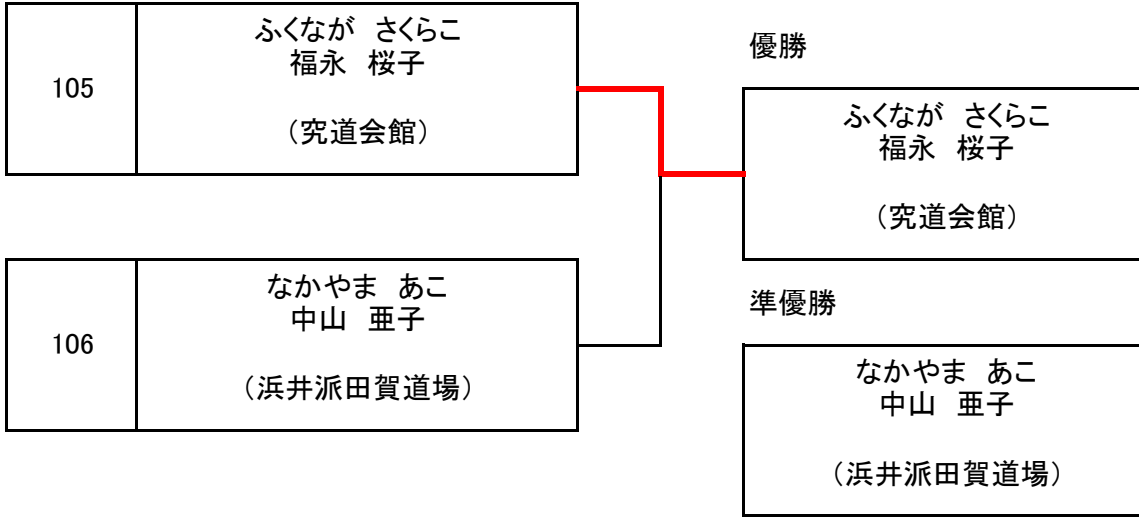 105
ふくなが　さくらこ
福永　桜子
（究道会館）
106
なかやま　あこ
中山　亜子
（浜井派田賀道場）
優勝
ふくなが　さくらこ
福永　桜子
（究道会館）
準優勝
なかやま　あこ
中山　亜子
（浜井派田賀道場）